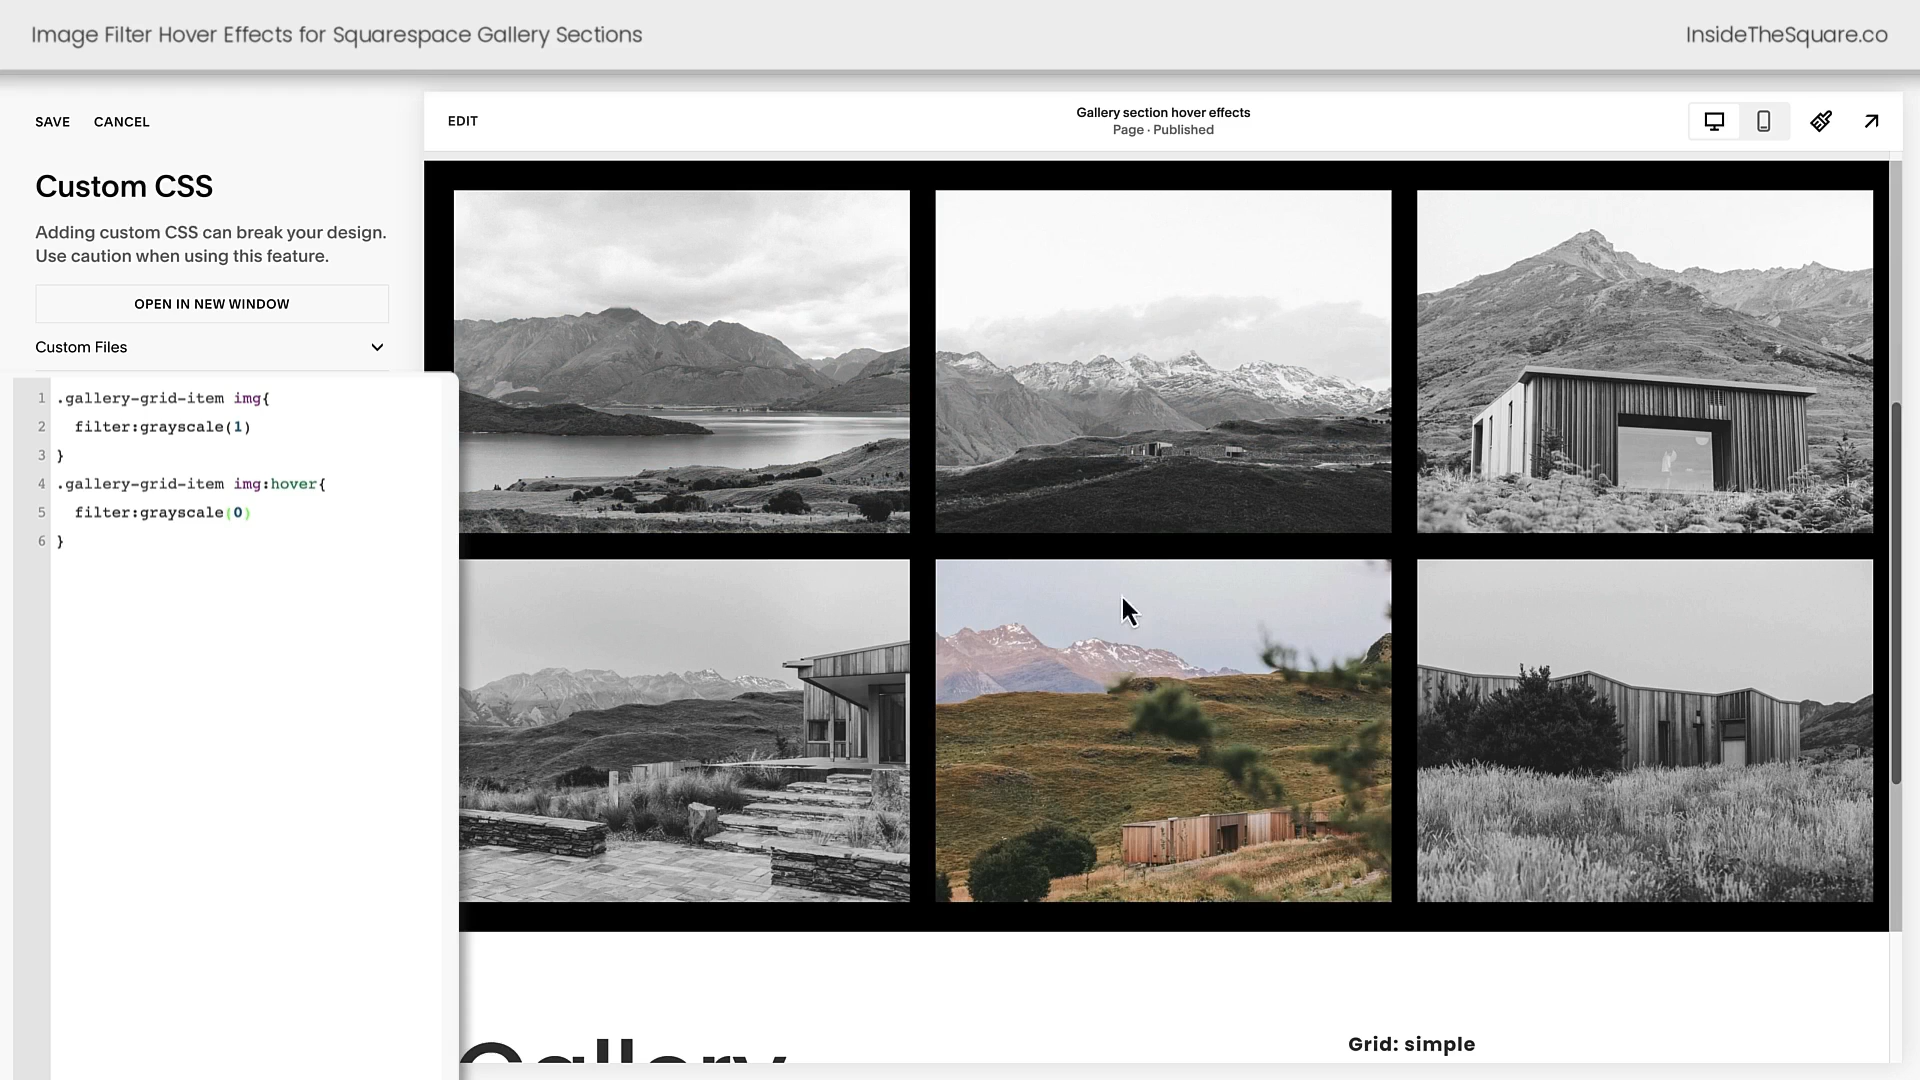 Image Filter Hover Effects for Squarespace Gallery Sections
InsideTheSquare.co
SAVE CANCEL
EDIT
Gallery section hover effects
Page · Published
Custom CSS
Adding custom CSS can break your design.
Use caution when using this feature.
OPEN IN NEW WINDOW
Custom Files
1 .gallery-grid-item img{
2 filter:grayscale(1)
3 }
4 .gallery-grid-item img:hover{
5 filter:grayscale(0)
6 }
Gallery
Grid: simple